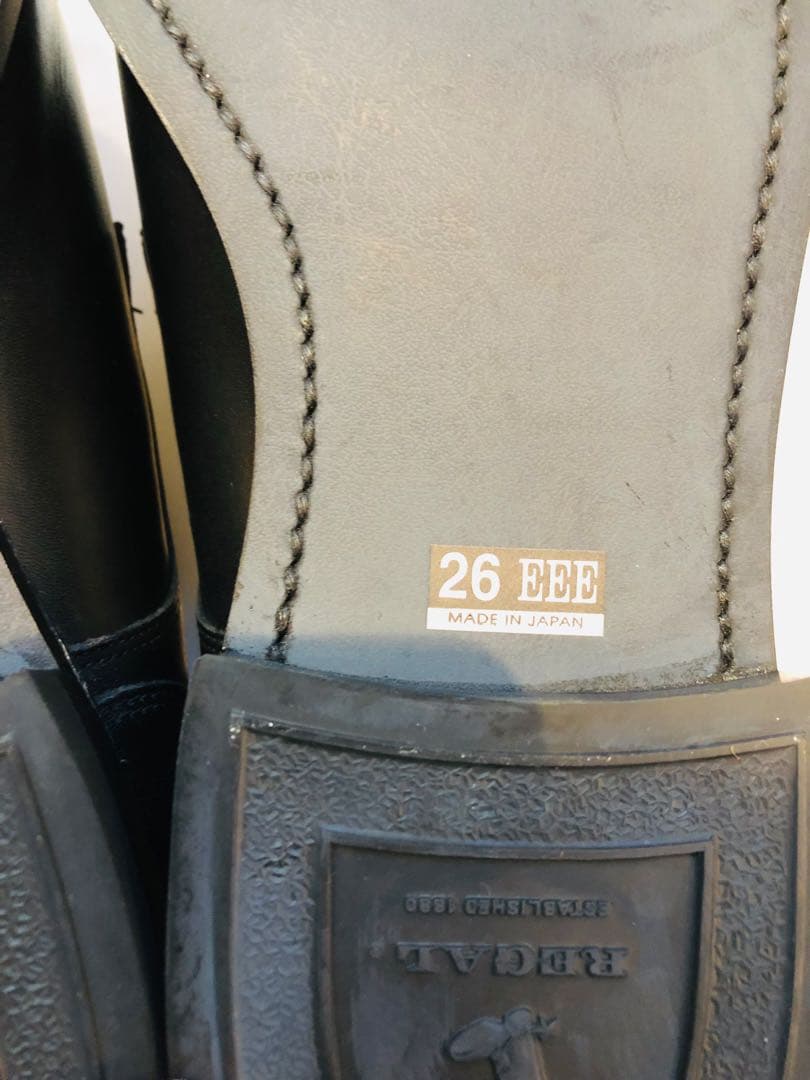 26 EEE
MADE IN JAPAN
REGAL
ESTABLISHED 1880